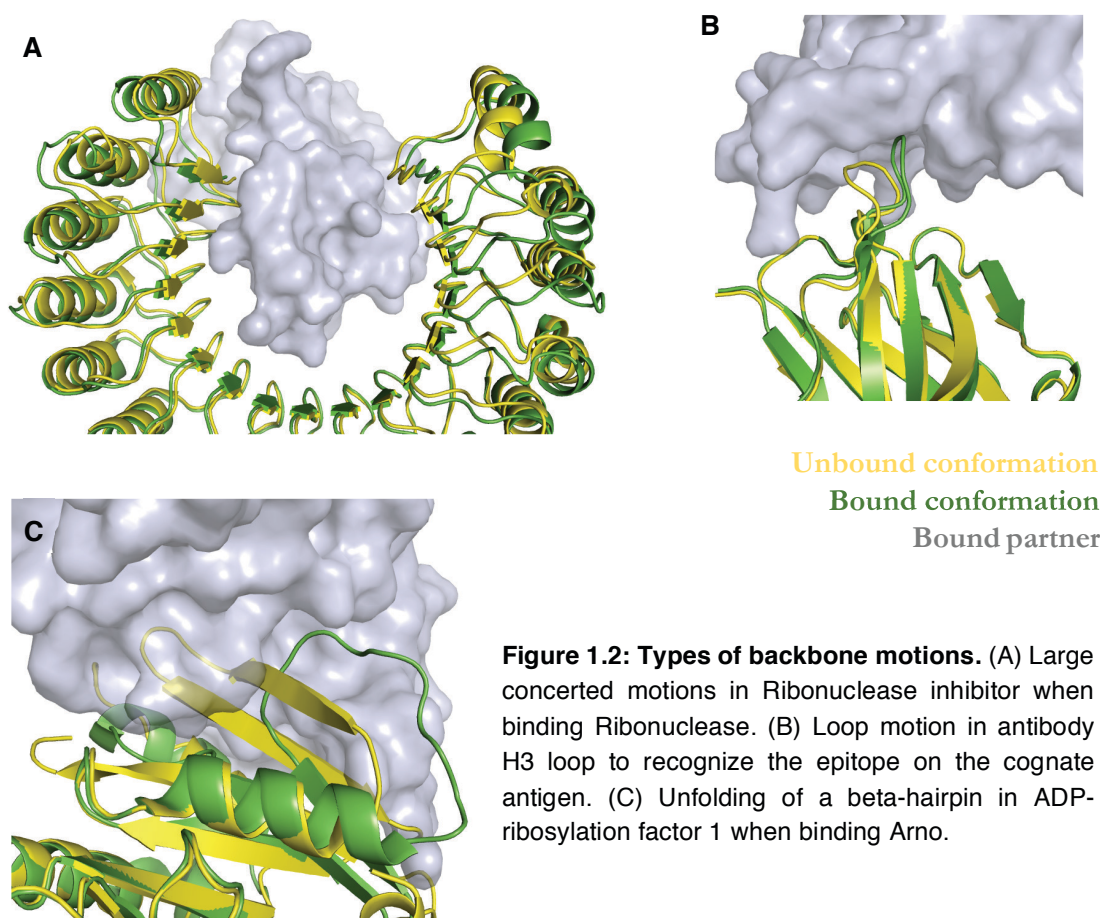 A
B
Unbound conformation
Bound conformation
Bound partner
C
Figure 1.2: Types of backbone motions. (A) Large
concerted motions in Ribonuclease inhibitor when
binding Ribonuclease. (B) Loop motion in antibody
H3 loop to recognize the epitope on the cognate
antigen. (C) Unfolding of a beta-hairpin in ADP-
ribosylation factor 1 when binding Arno.